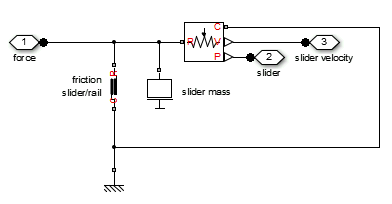 C
1
R
V
3
P
2
force
slider velocity
slider
friction
slider/rail
R
C
slider mass